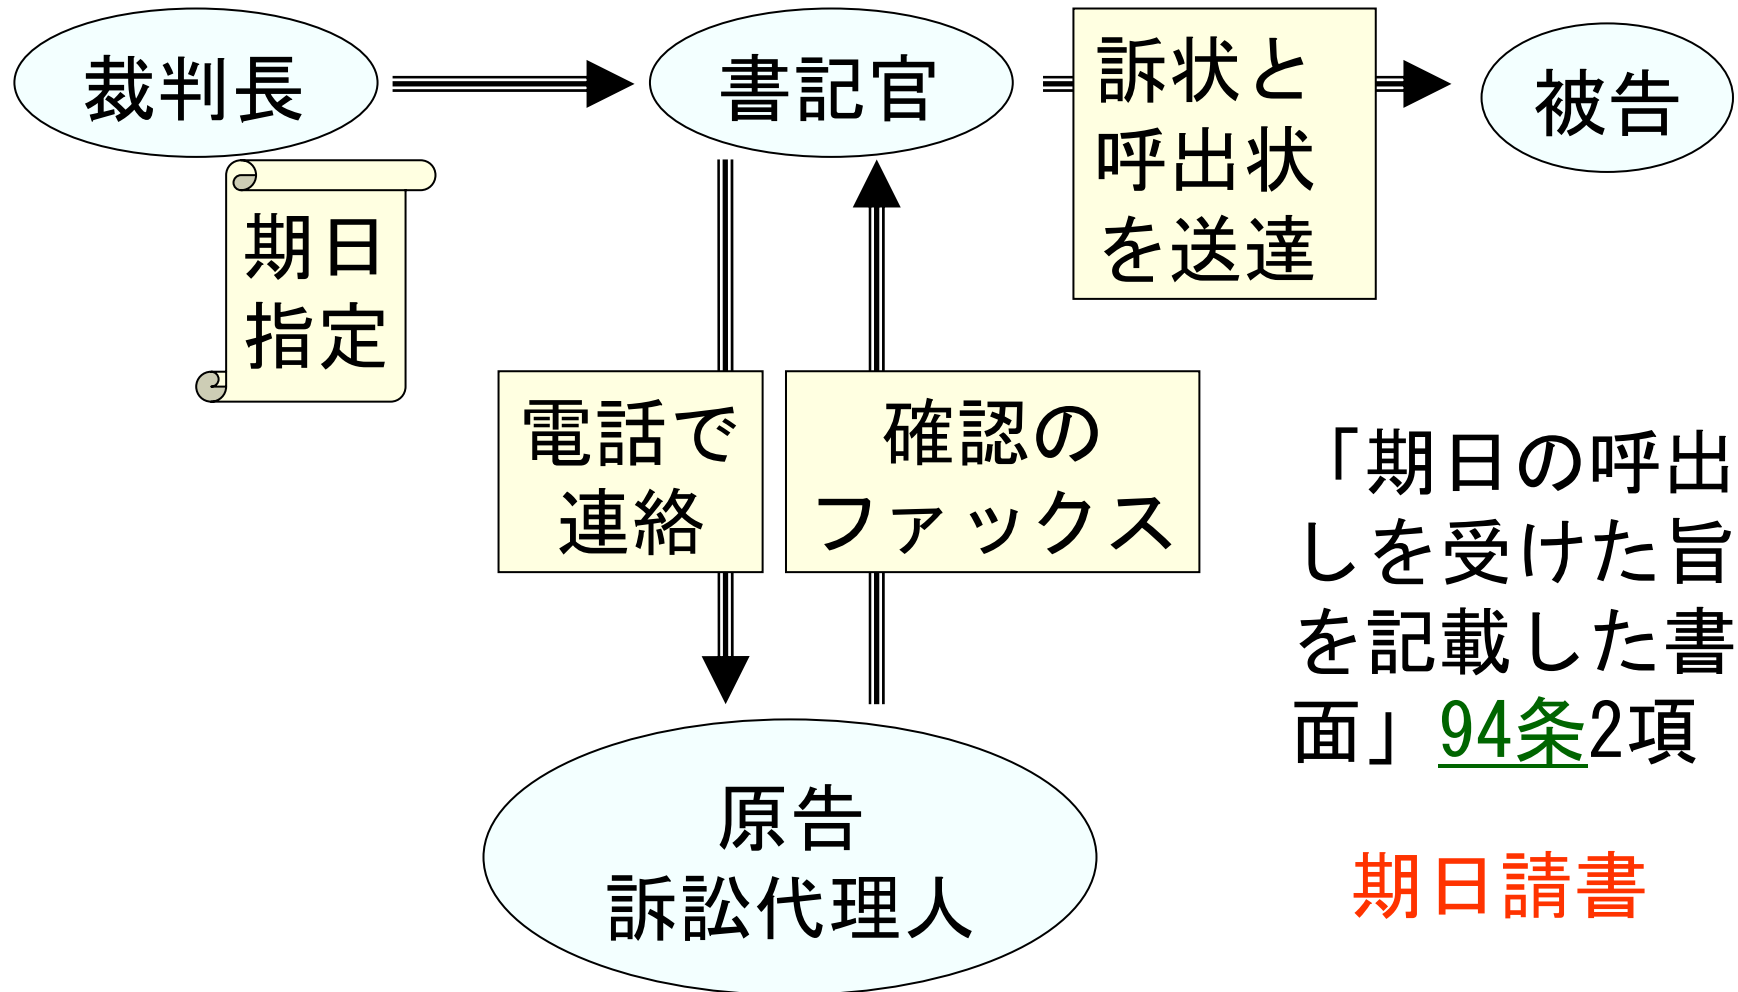 裁判長
書記官
訴状と
呼出状
を送達
被告
期日
指定
電話で
連絡
確認の
ファックス
「期日の呼出
しを受けた旨
を記載した書
面」94条2項
原告
訴訟代理人
期日請書